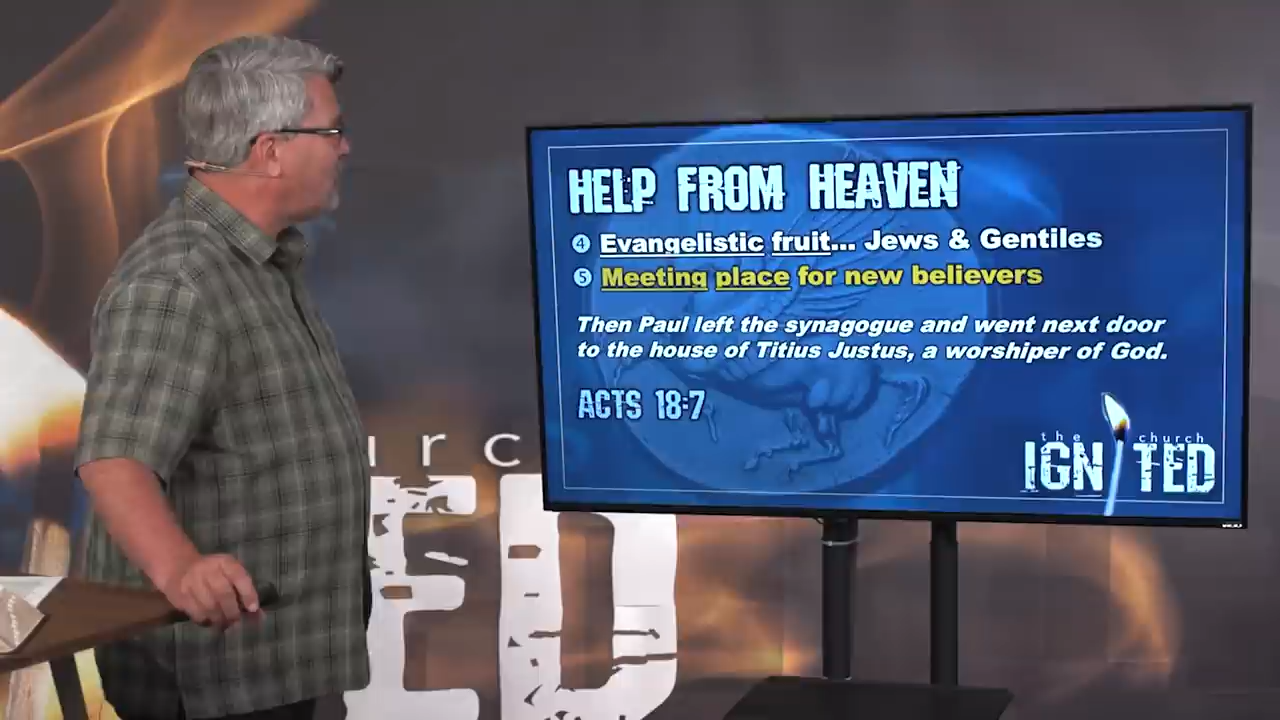 HELP FROM HEAVEN
④ Evangelistic fruit... Jews & Gentiles
⑤ Meeting place for new believers
Then Paul left the synagogue and went next door
to the house of Titius Justus, a worshiper of God.
ACTS 18:7
the church
IGNITED
urc
ED